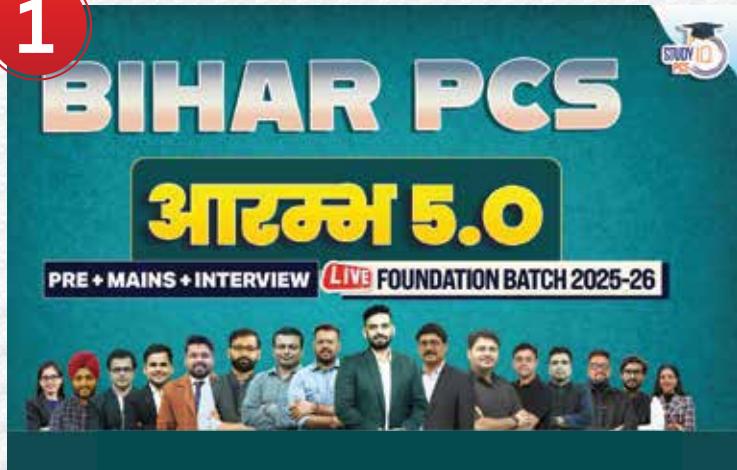 1
STUDY IQ
PCS
BIHAR PCS
आरम्भ 5.0
PRE + MAINS + INTERVIEW LIVE FOUNDATION BATCH 2025-26